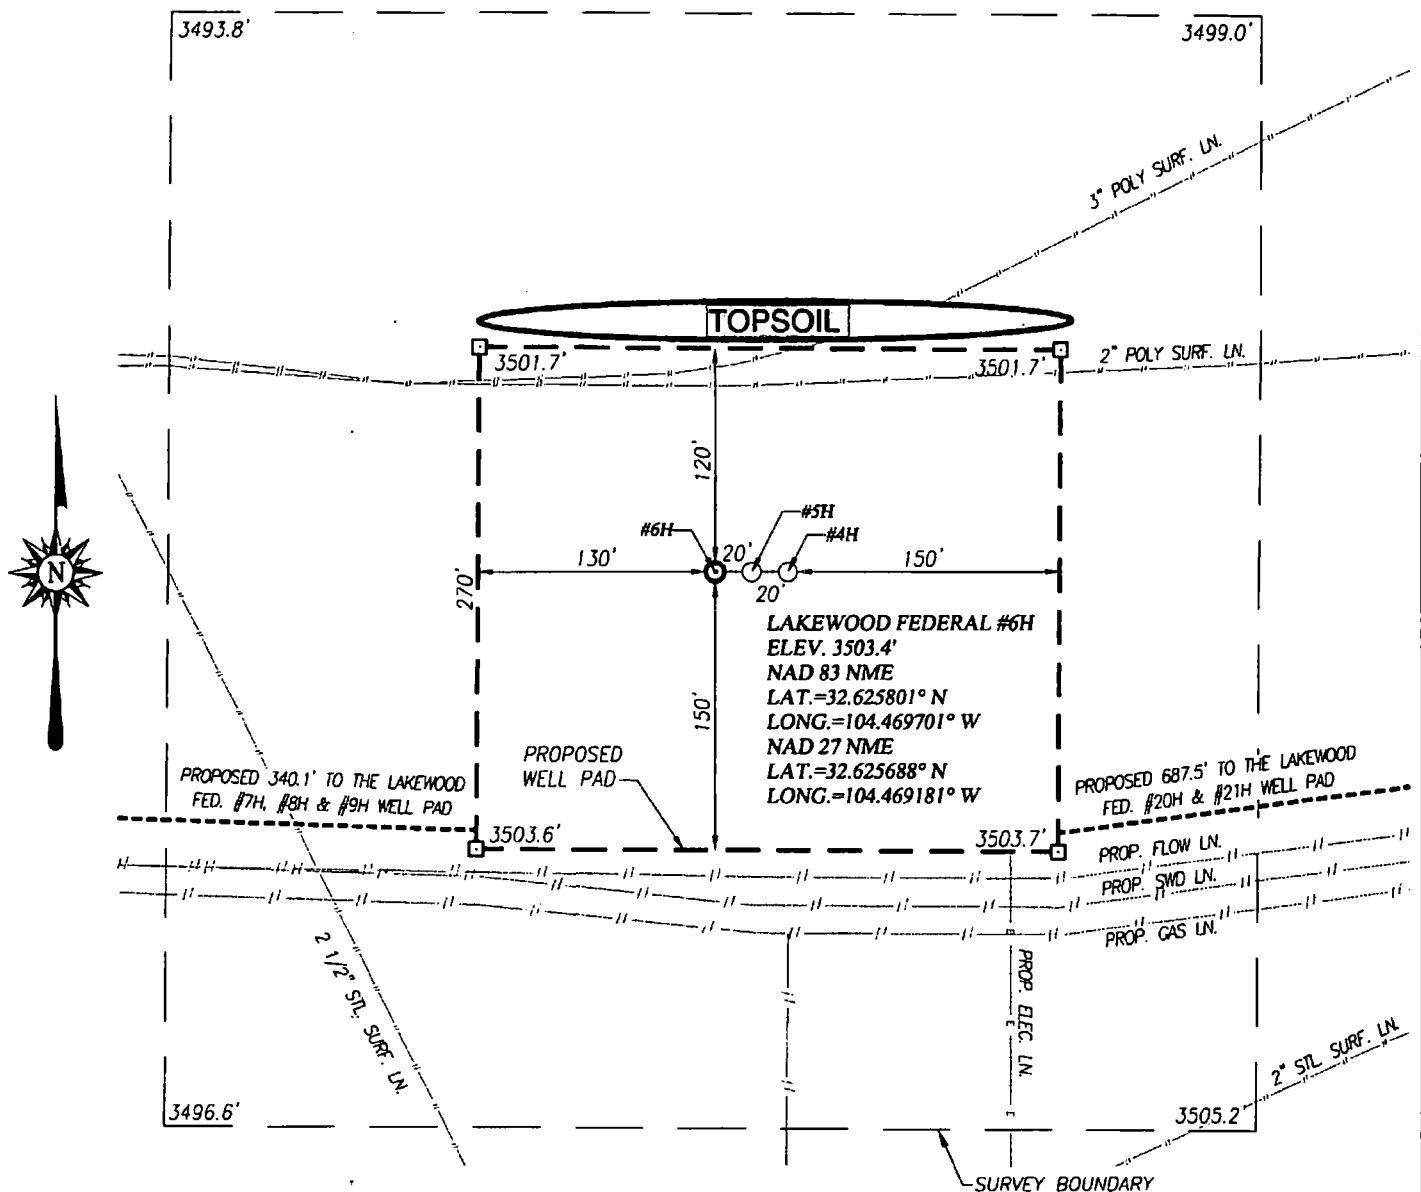 3493.8'
3499.0'
3" POLY SURF. LN.
TOPSOIL
3501.7'
3501.7'
2" POLY SURF. LN.
120'
#6H
#5H
#4H
20'
130'
150'
20'
270'
N
LAKEWOOD FEDERAL #6H
ELEV. 3503.4'
NAD 83 NME
LAT.=32.625801° N
LONG.=104.469701° W
NAD 27 NME
LAT.=32.625688° N
LONG.=104.469181° W
150'
PROPOSED
WELL PAD
PROPOSED 340.1' TO THE LAKEWOOD
FED. #7H, #8H & #9H WELL PAD
PROPOSED 687.5' TO THE LAKEWOOD
FED. #20H & #21H WELL PAD
3503.6'
3503.7'
PROP. FLOW LN.
PROP. SWD LN.
PROP. GAS LN.
2 1/2" STL. SURF. LN.
PROP. ELEC. LN.
E
E
E
E
2" STL. SURF. LN.
3496.6'
3505.2'
SURVEY BOUNDARY